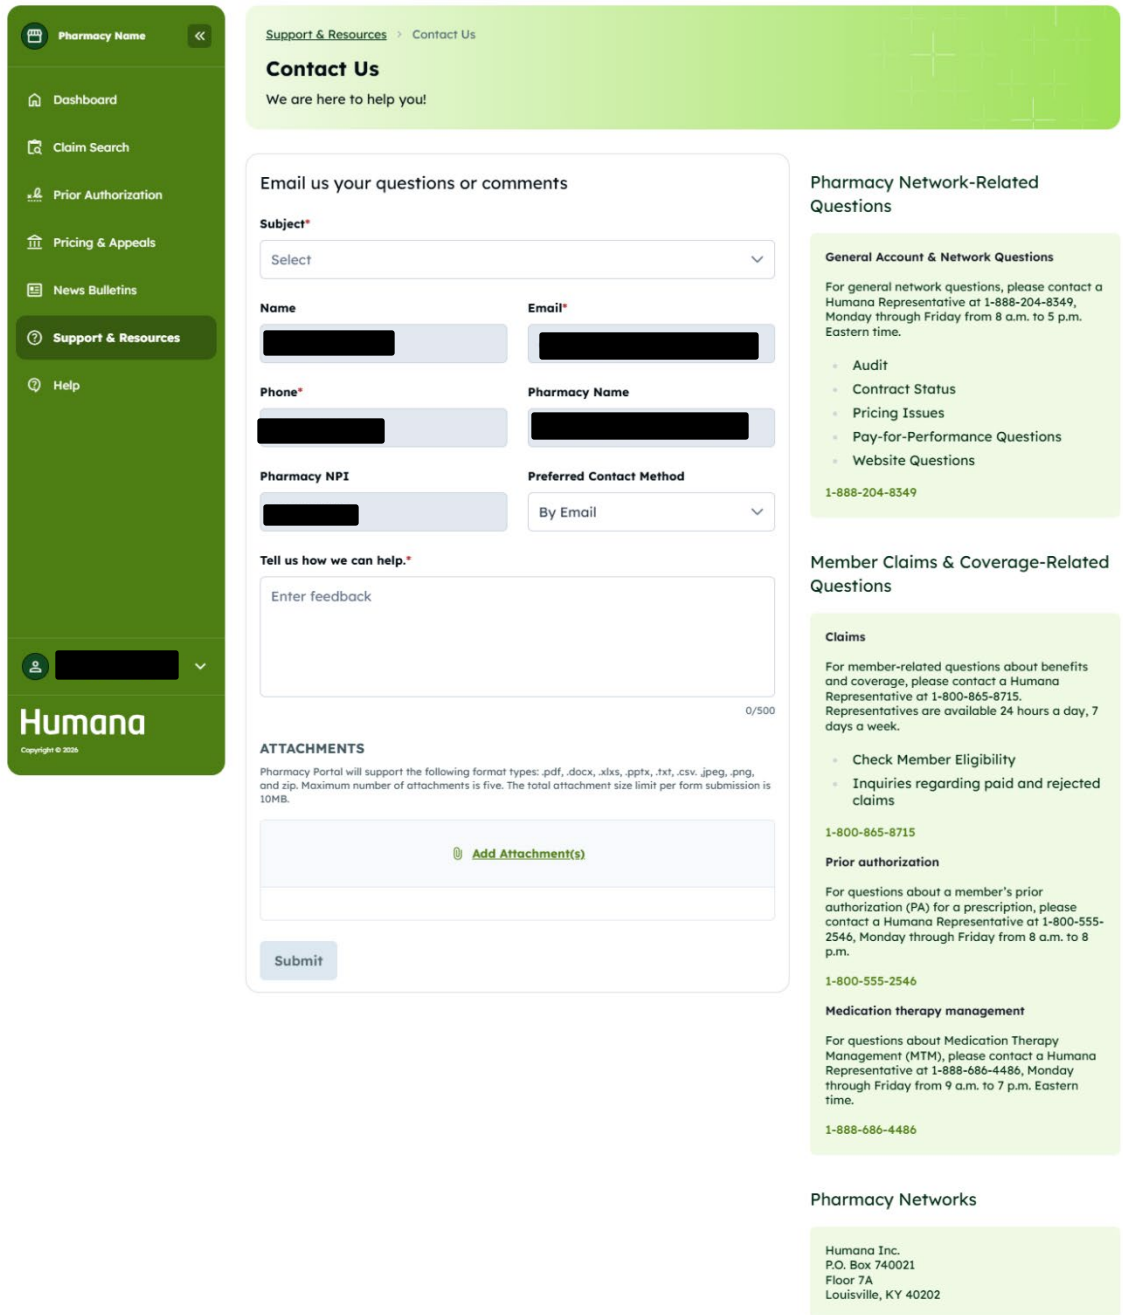 Pharmacy Name
Dashboard
Claim Search
Prior Authorization
Pricing & Appeals
News Bulletins
Support & Resources
Help
Humana
Copyright © 2026
Support & Resources > Contact Us
Contact Us
We are here to help you!
Email us your questions or comments
Subject*
Select
Name
Email*
Phone*
Pharmacy Name
Pharmacy NPI
Preferred Contact Method
By Email
Tell us how we can help.*
Enter feedback
0/500
ATTACHMENTS
Pharmacy Portal will support the following format types: .pdf, .docx, .xlxs, .pptx, .txt, .csv. .jpeg, .png,
and zip. Maximum number of attachments is five. The total attachment size limit per form submission is
10MB.
Add Attachment(s)
Submit
Pharmacy Network-Related
Questions
General Account & Network Questions
For general network questions, please contact a
Humana Representative at 1-888-204-8349,
Monday through Friday from 8 a.m. to 5 p.m.
Eastern time.
Audit
Contract Status
Pricing Issues
Pay-for-Performance Questions
Website Questions
1-888-204-8349
Member Claims & Coverage-Related
Questions
Claims
For member-related questions about benefits
and coverage, please contact a Humana
Representative at 1-800-865-8715.
Representatives are available 24 hours a day, 7
days a week.
Check Member Eligibility
Inquiries regarding paid and rejected
claims
1-800-865-8715
Prior authorization
For questions about a member's prior
authorization (PA) for a prescription, please
contact a Humana Representative at 1-800-555-
2546, Monday through Friday from 8 a.m. to 8
p.m.
1-800-555-2546
Medication therapy management
For questions about Medication Therapy
Management (MTM), please contact a Humana
Representative at 1-888-686-4486, Monday
through Friday from 9 a.m. to 7 p.m. Eastern
time.
1-888-686-4486
Pharmacy Networks
Humana Inc.
P.O. Box 740021
Floor 7A
Louisville, KY 40202